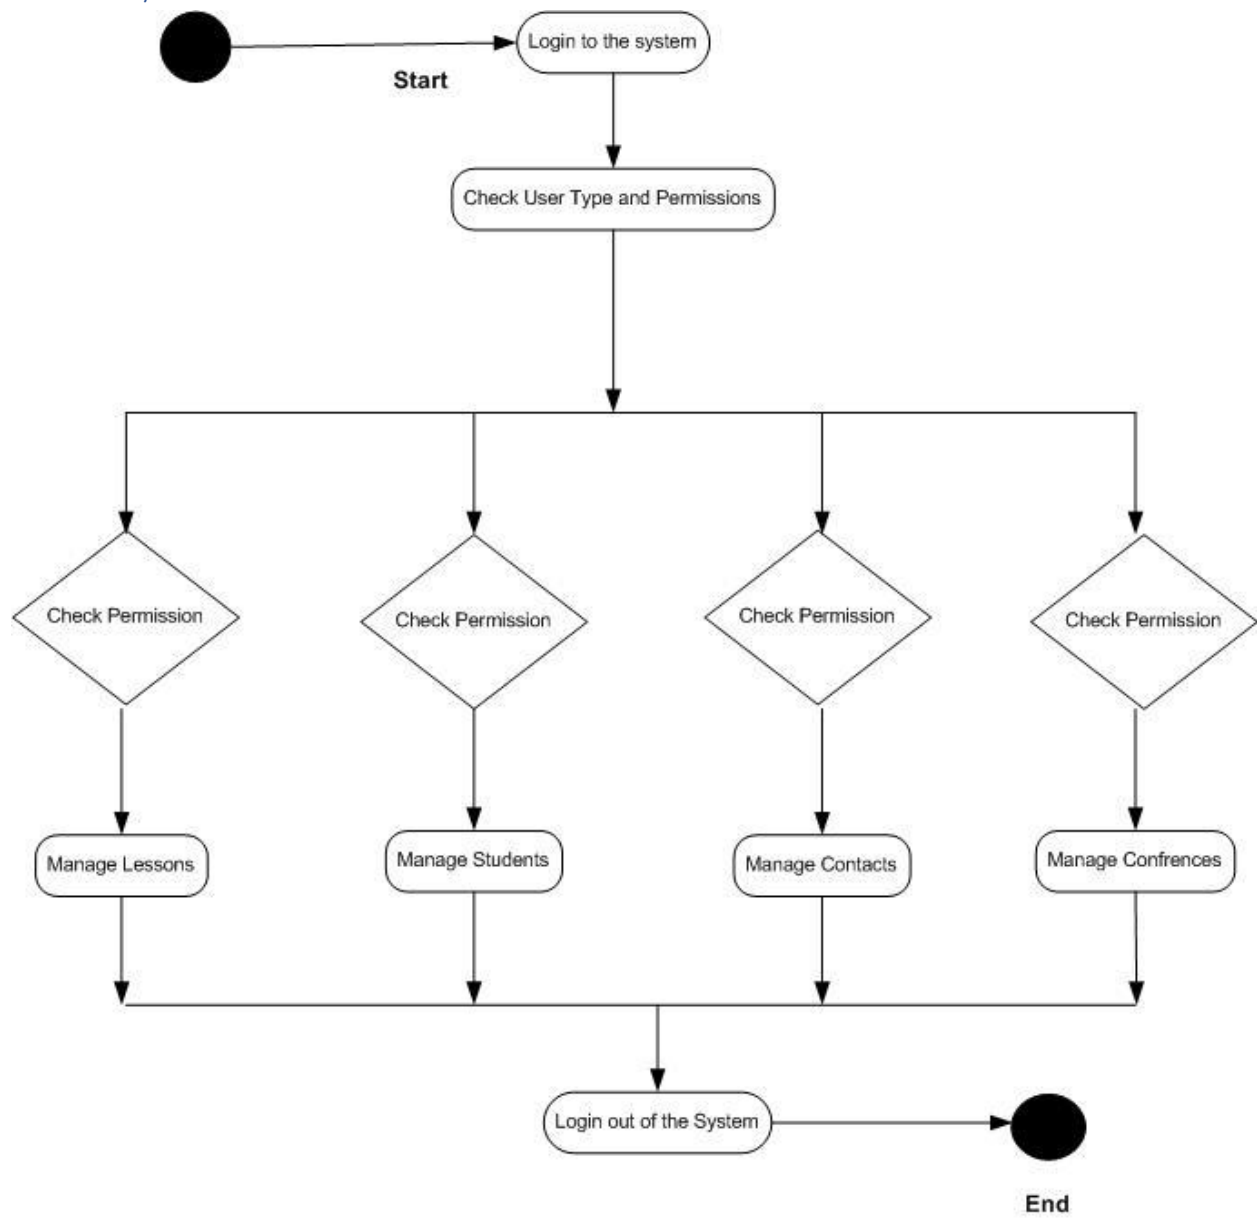 Login to the system
Start
Check User Type and Permissions
Check Permission
Check Permission
Check Permission
Check Permission
Manage Lessons
Manage Students
Manage Contacts
Manage Confrences
Login out of the System
End